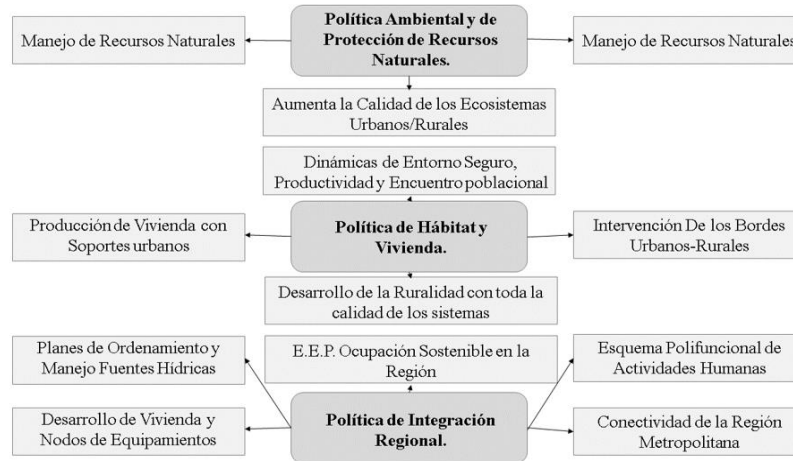 Política Ambiental y de
Protección de Recursos
Naturales.
Manejo de Recursos Naturales
Manejo de Recursos Naturales
Aumenta la Calidad de los Ecosistemas
Urbanos/Rurales
Dinámicas de Entorno Seguro,
Productividad y Encuentro poblacional
Producción de Vivienda con
Soportes urbanos
Política de Hábitat y
Vivienda.
Intervención De los Bordes
Urbanos-Rurales
Desarrollo de la Ruralidad con toda la
calidad de los sistemas
Planes de Ordenamiento y
Manejo Fuentes Hídricas
E.E.P. Ocupación Sostenible en la
Región
Esquema Polifuncional de
Actividades Humanas
Desarrollo de Vivienda y
Nodos de Equipamientos
Política de Integración
Regional.
Conectividad de la Región
Metropolitana